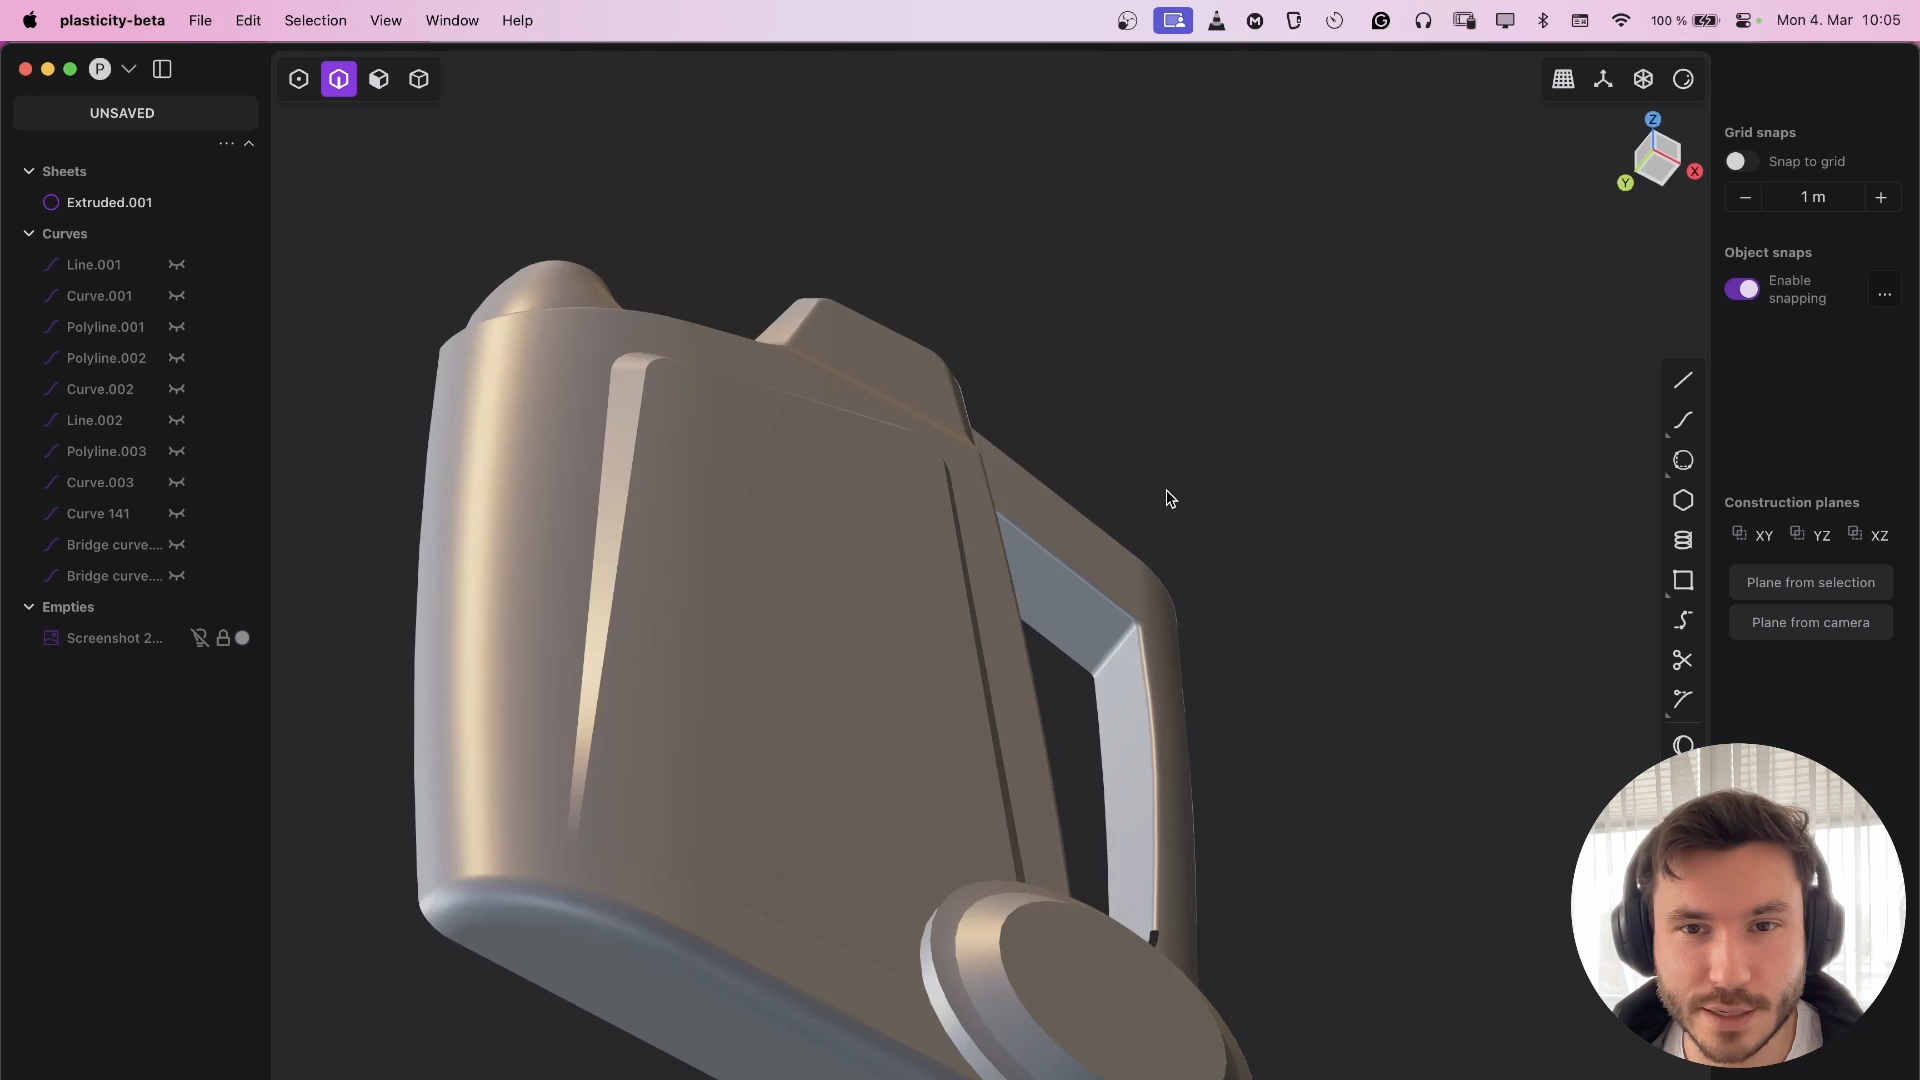 plasticity-beta File Edit Selection View Window Help 100 % Mon 4. Mar 10:05
P
UNSAVED
...
Sheets
Extruded.001
Curves
Line.001
Curve.001
Polyline.001
Polyline.002
Curve.002
Line.002
Polyline.003
Curve.003
Curve 141
Bridge curve....
Bridge curve....
Empties
Screenshot 2...
Z
X
Y
Grid snaps
Snap to grid
− 1 m +
Object snaps
Enable
snapping
...
Construction planes
XY YZ XZ
Plane from selection
Plane from camera